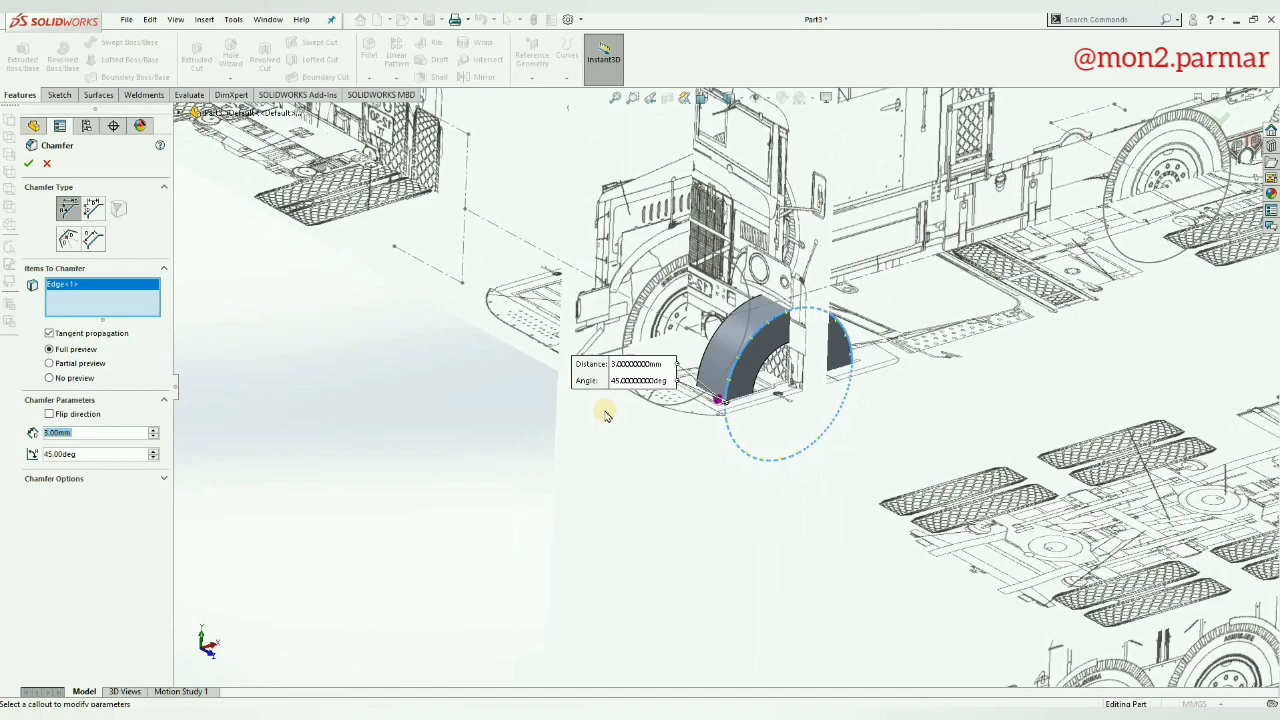 SOLIDWORKS File Edit View Insert Tools Window Help Part3 * Search Commands
@mon2.parmar
Extruded Boss/Base Revolved Boss/Base Swept Boss/Base Lofted Boss/Base Boundary Boss/Base Extruded Cut Hole Wizard Revolved Cut Swept Cut Lofted Cut Boundary Cut Fillet Linear Pattern Rib Draft Shell Wrap Intersect Mirror Reference Geometry Curves Instant3D
Features Sketch Surfaces Weldments Evaluate DimXpert SOLIDWORKS Add-Ins SOLIDWORKS MBD
Chamfer
Chamfer Type
Items To Chamfer
Edge<1>
Tangent propagation
Full preview
Partial preview
No preview
Chamfer Parameters
Flip direction
3.00mm
45.00deg
Chamfer Options
Distance: 3.00000000mm
Angle: 45.00000000deg
Y
X
Z
Model 3D Views Motion Study 1
Select a callout to modify parameters Editing Part MMGS